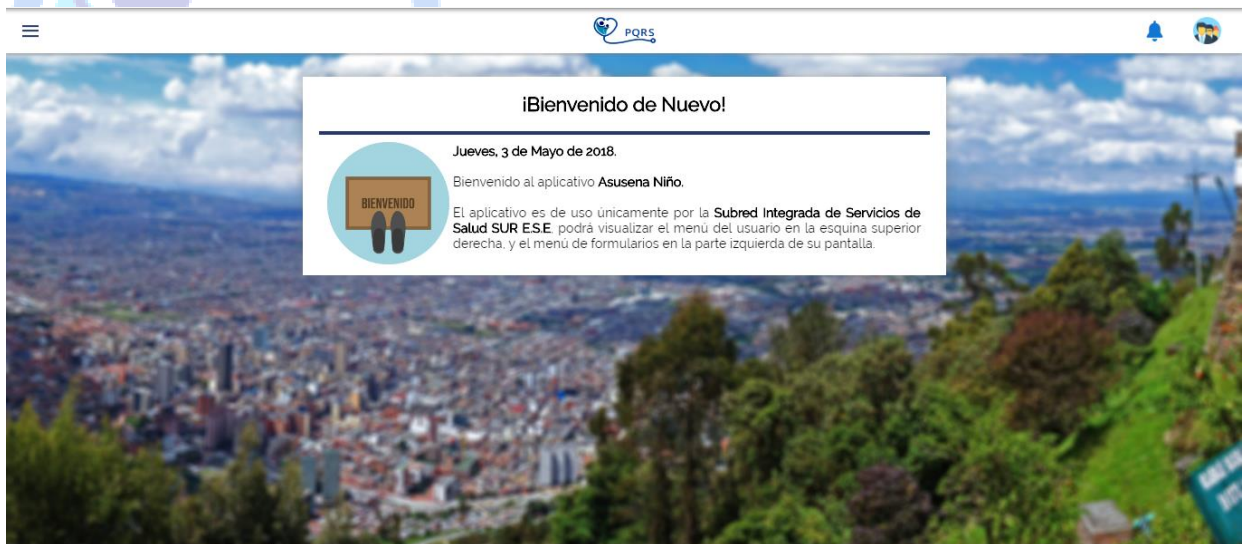 PQRS
¡Bienvenido de Nuevo!
Jueves, 3 de Mayo de 2018.
Bienvenido al aplicativo Asusena Niño.
BIENVENIDO
El aplicativo es de uso únicamente por la Subred Integrada de Servicios de
Salud SUR E.S.E. podrá visualizar el menú del usuario en la esquina superior
derecha, y el menú de formularios en la parte izquierda de su pantalla.